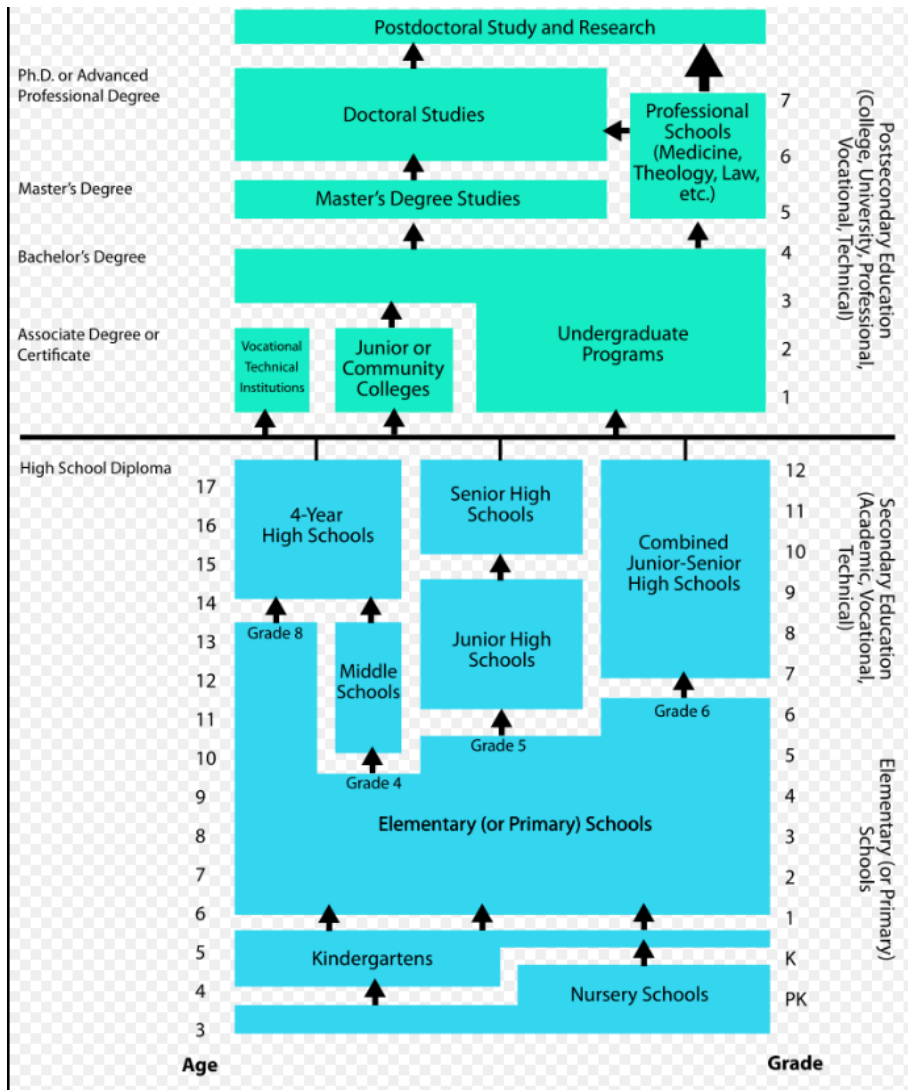 Postdoctoral Study and Research
Ph.D. or Advanced
Professional Degree
Doctoral Studies
Professional
Schools
(Medicine,
Theology, Law,
etc.)
7
6
Master's Degree
Master's Degree Studies
5
Bachelor's Degree
4
3
Associate Degree or
Certificate
Vocational
Technical
Institutions
Junior or
Community
Colleges
Undergraduate
Programs
2
1
Postsecondary Education
(College, University, Professional,
Vocational, Technical)
High School Diploma
17
16
15
14
13
12
11
10
9
8
7
6
5
4
3
4-Year
High Schools
Senior High
Schools
Combined
Junior-Senior
High Schools
Grade 8
Middle
Schools
Junior High
Schools
Grade 4
Grade 5
Grade 6
Elementary (or Primary) Schools
Kindergartens
Nursery Schools
12
11
10
9
8
7
6
5
4
3
2
1
K
PK
Secondary Education
(Academic, Vocational,
Technical)
Elementary (or Primary)
Schools
Age
Grade